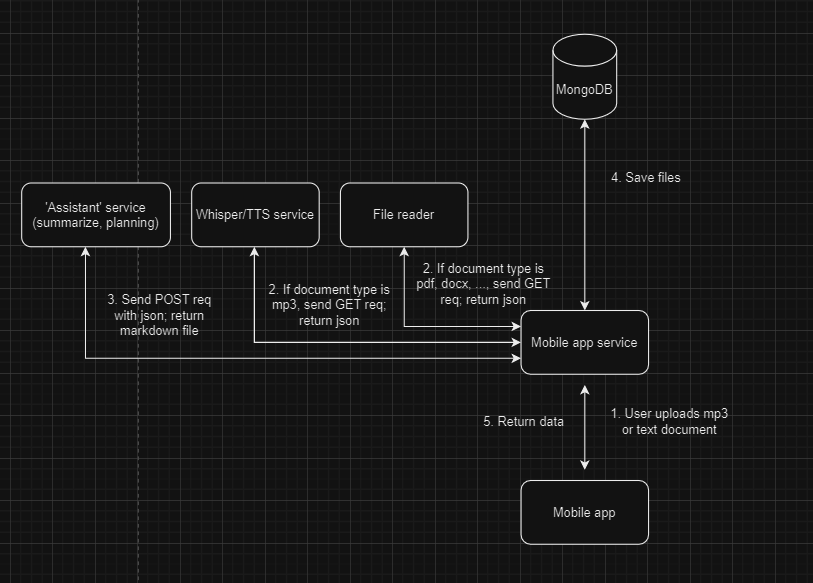 MongoDB
4. Save files
'Assistant' service
(summarize, planning)
Whisper/TTS service
File reader
2. If document type is
pdf, docx, ..., send GET
req; return json
2. If document type is
mp3, send GET req;
return json
3. Send POST req
with json; return
markdown file
Mobile app service
5. Return data
1. User uploads mp3
or text document
Mobile app